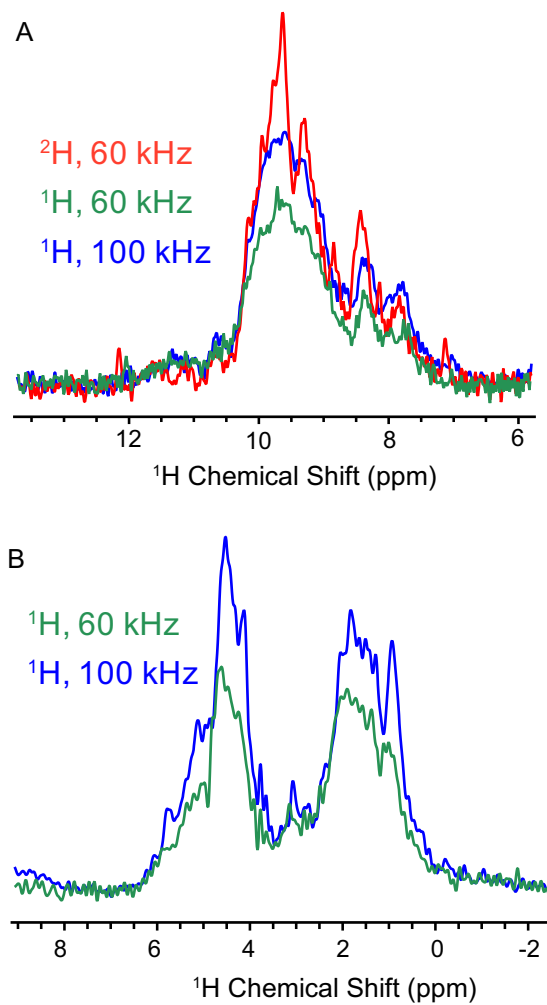 A
²H, 60 kHz
¹H, 60 kHz
¹H, 100 kHz
12 10 8 6
¹H Chemical Shift (ppm)
B
¹H, 60 kHz
¹H, 100 kHz
8 6 4 2 0 -2
¹H Chemical Shift (ppm)